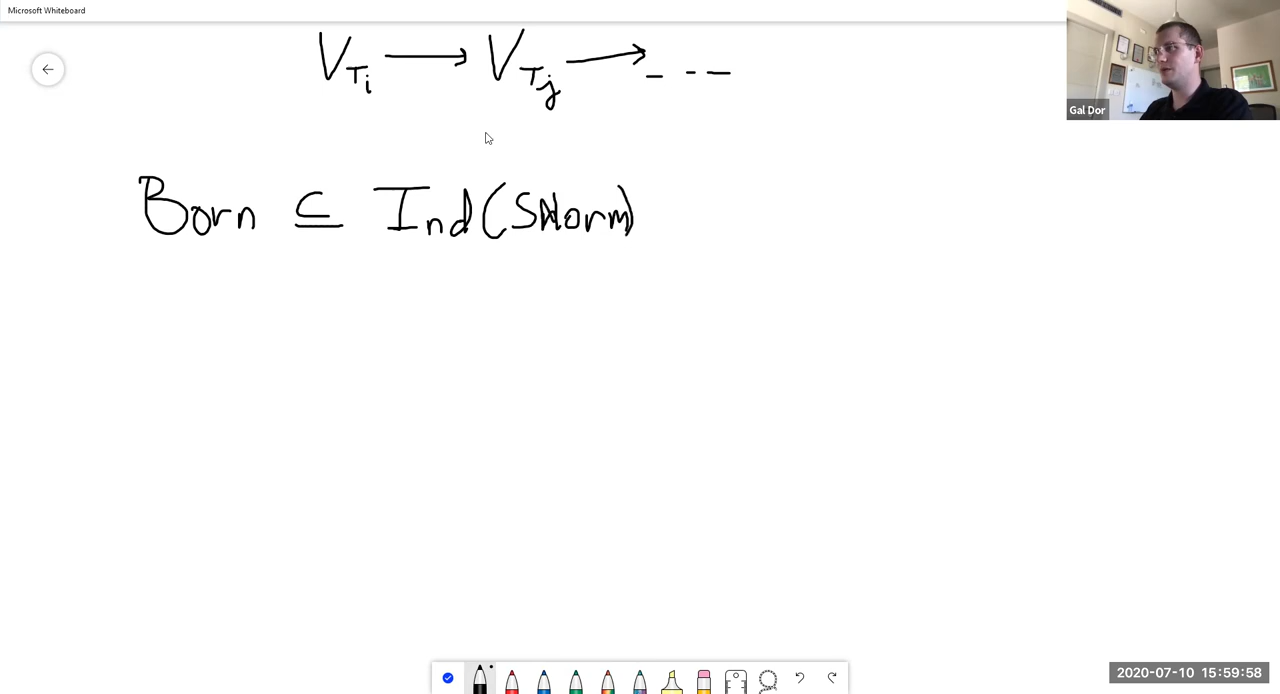 Microsoft Whiteboard
V_{T_i} → V_{T_j} → - - -
Gal Dor
Born ⊆ Ind(SNorm)
2020-07-10 15:59:58